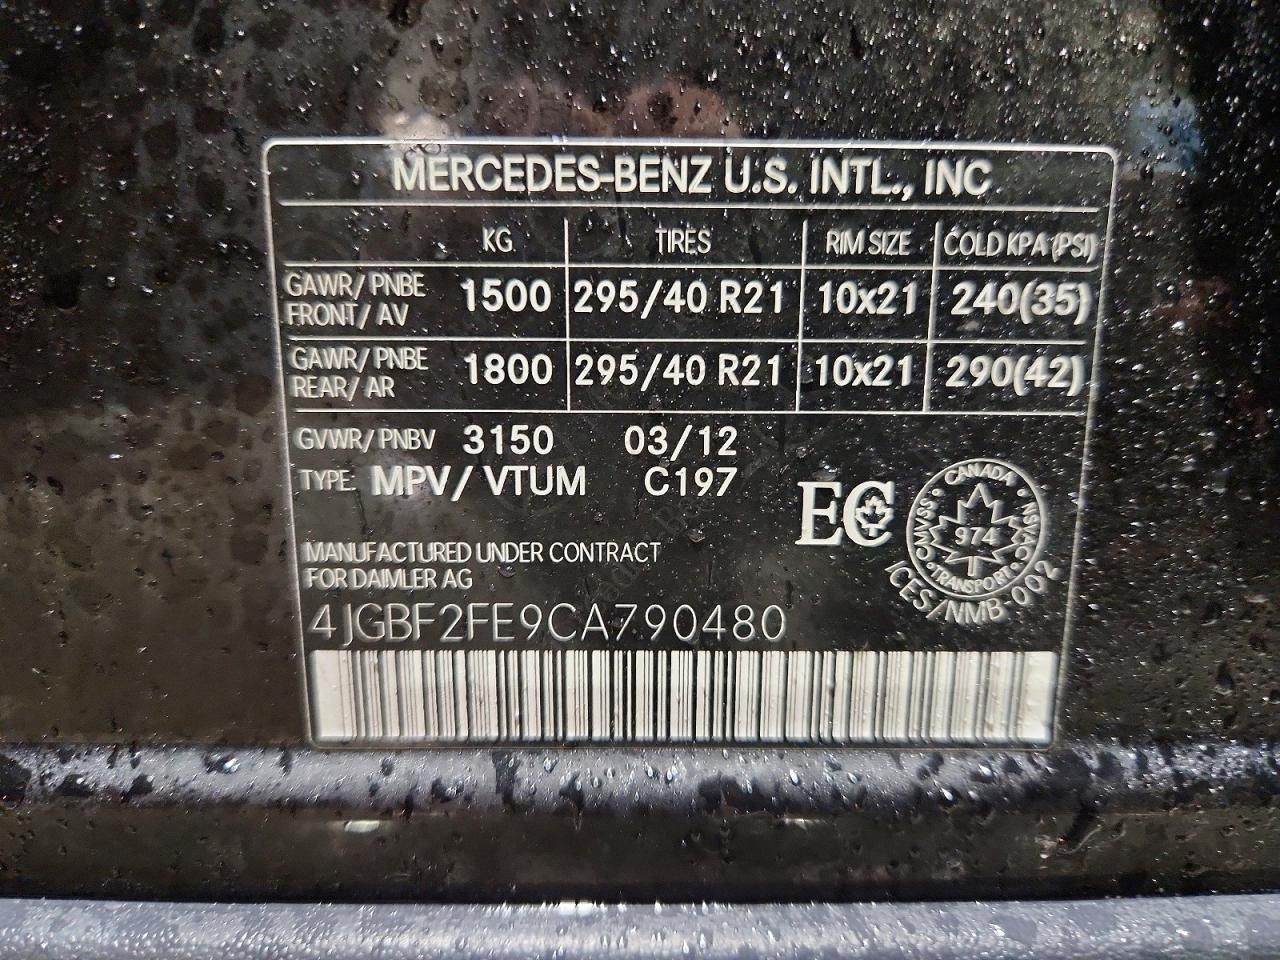 MERCEDES-BENZ U.S. INTL., INC
KG TIRES RIM SIZE COLD KPA (PSI)
GAWR/ PNBE FRONT/ AV 1500 295/40 R21 10x21 240(35)
GAWR/ PNBE REAR/ AR 1800 295/40 R21 10x21 290(42)
GVWR/ PNBV 3150 03/12
TYPE: MPV/ VTUM C197
EC
CANADA
CMVSS 974 NSVAC
TRANSPORT
ICES/NMB-002
MANUFACTURED UNDER CONTRACT
FOR DAIMLER AG
4JGBF2FE9CA790480